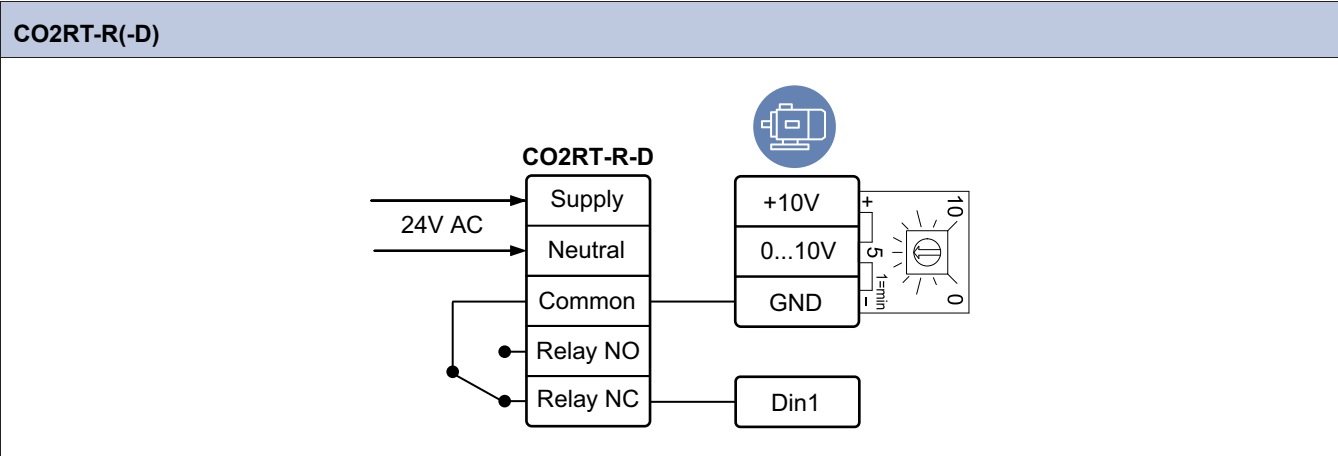 CO2RT-R(-D)
CO2RT-R-D
24V AC
Supply
Neutral
Common
Relay NO
Relay NC
+10V
0...10V
GND
Din1
+
10
5
1=min
-
0